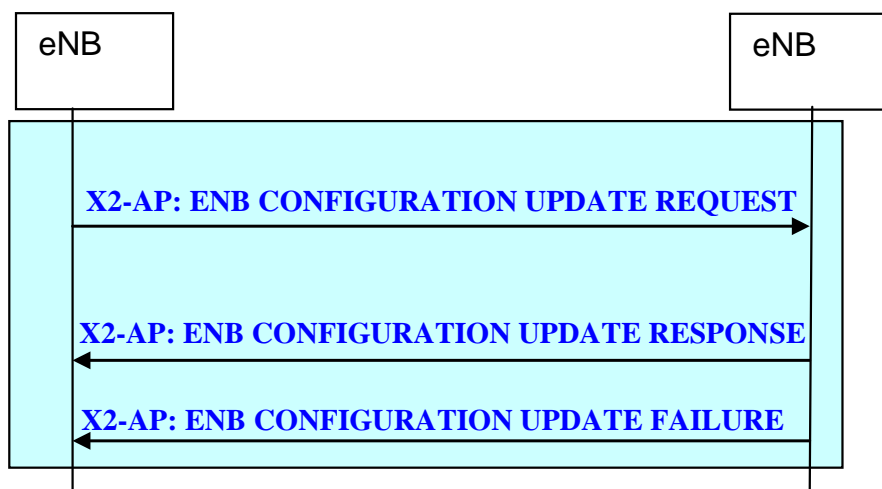 eNB
eNB
X2-AP: ENB CONFIGURATION UPDATE REQUEST
X2-AP: ENB CONFIGURATION UPDATE RESPONSE
X2-AP: ENB CONFIGURATION UPDATE FAILURE